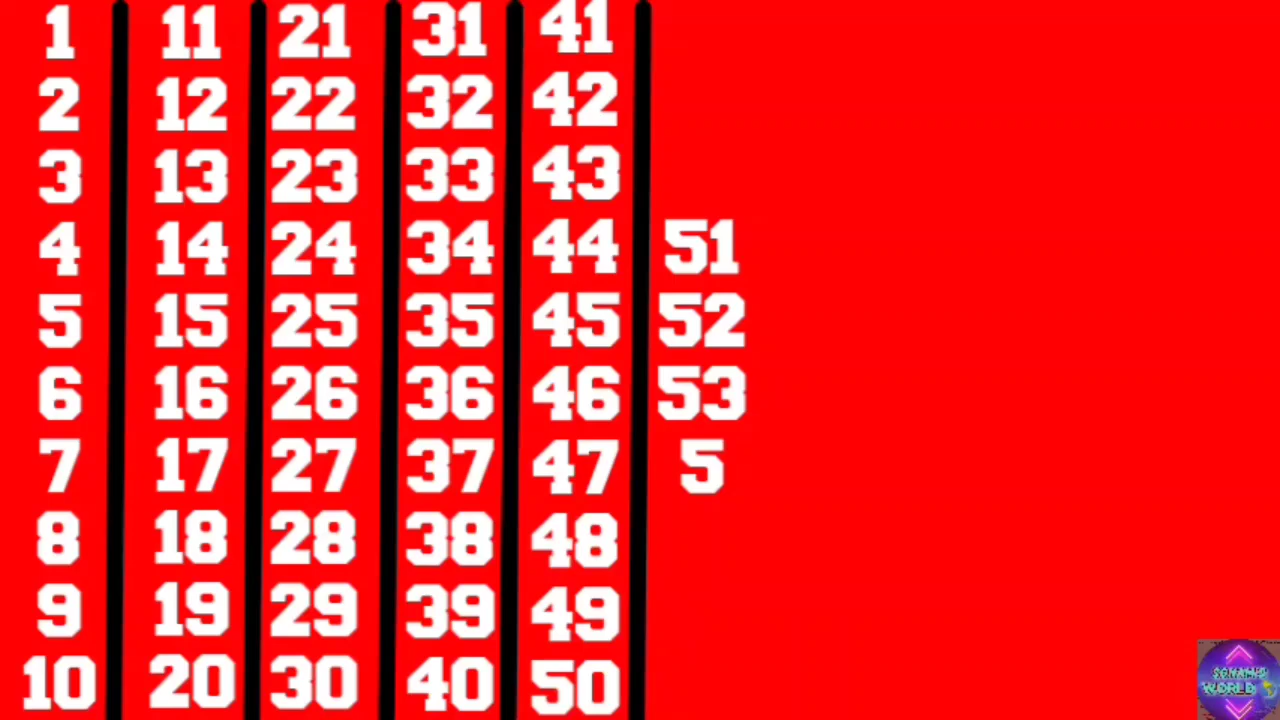 1 11 21 31 41
2 12 22 32 42
3 13 23 33 43
4 14 24 34 44 51
5 15 25 35 45 52
6 16 26 36 46 53
7 17 27 37 47 5
8 18 28 38 48
9 19 29 39 49
10 20 30 40 50
WORLD